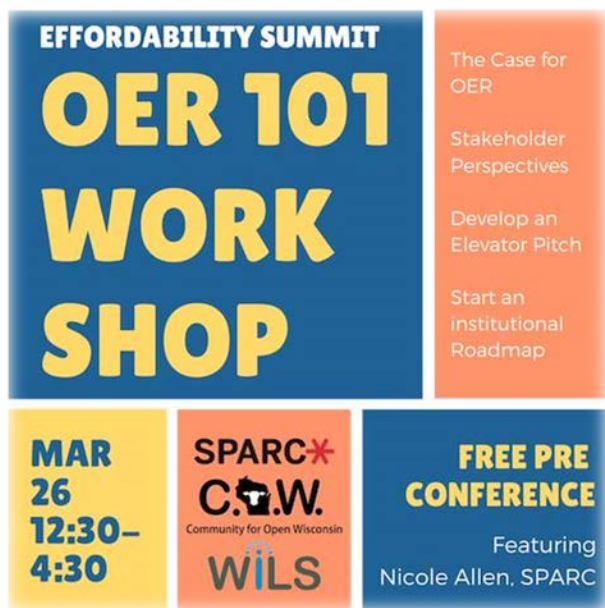 EFFORDABILITY SUMMIT
OER 101
WORK
SHOP
The Case for
OER
Stakeholder
Perspectives
Develop an
Elevator Pitch
Start an
institutional
Roadmap
MAR
26
12:30–
4:30
SPARC*
C.O.W.
Community for Open Wisconsin
WiLS
FREE PRE
CONFERENCE
Featuring
Nicole Allen, SPARC